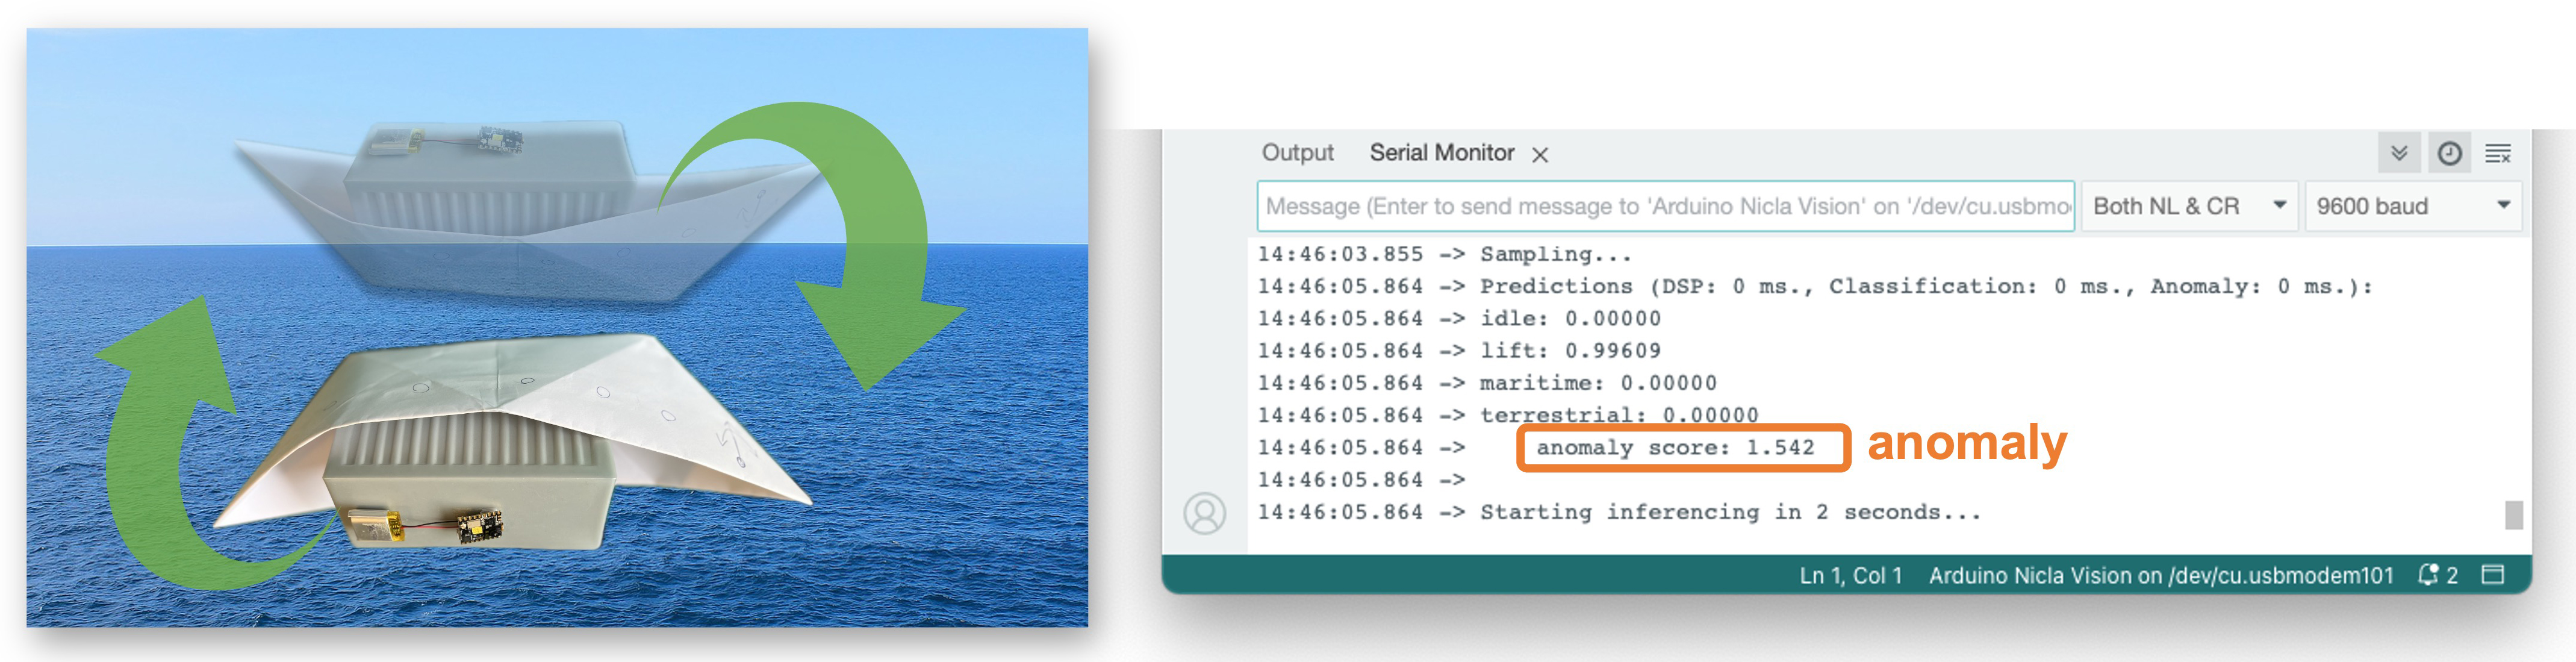 Output Serial Monitor
Message (Enter to send message to 'Arduino Nicla Vision' on '/dev/cu.usbmo Both NL & CR 9600 baud
14:46:03.855 -> Sampling...
14:46:05.864 -> Predictions (DSP: 0 ms., Classification: 0 ms., Anomaly: 0 ms.):
14:46:05.864 -> idle: 0.00000
14:46:05.864 -> lift: 0.99609
14:46:05.864 -> maritime: 0.00000
14:46:05.864 -> terrestrial: 0.00000
14:46:05.864 -> anomaly score: 1.542 anomaly
14:46:05.864 ->
14:46:05.864 -> Starting inferencing in 2 seconds...
Ln 1, Col 1 Arduino Nicla Vision on /dev/cu.usbmodem101 2